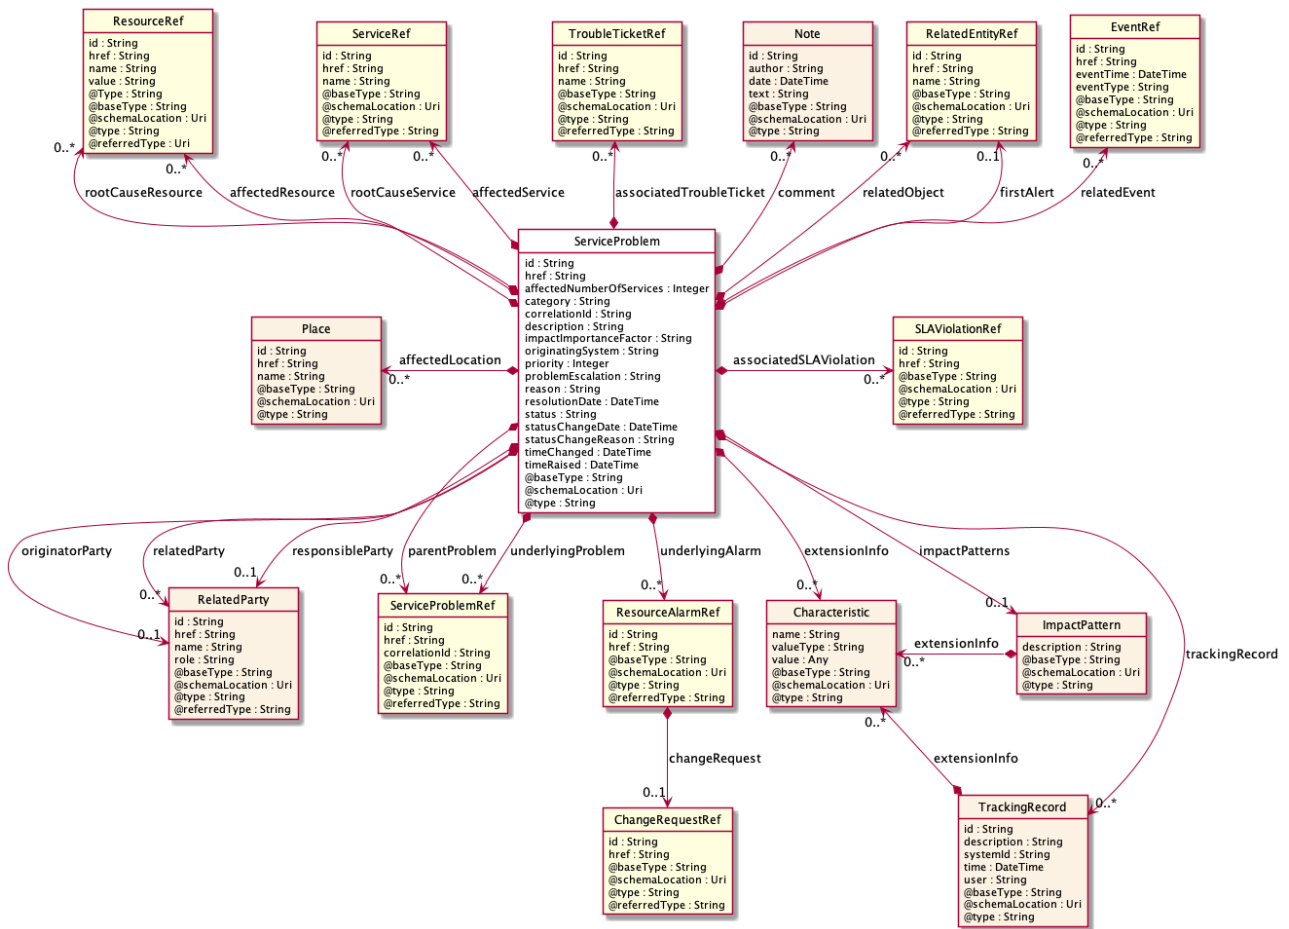 ResourceRef
id : String
href : String
name : String
value : String
@Type : String
@baseType : String
@schemaLocation : Uri
@type : String
@referredType : Uri
ServiceRef
id : String
href : String
name : String
@baseType : String
@schemaLocation : Uri
@type : String
@referredType : String
TroubleTicketRef
id : String
href : String
name : String
@baseType : String
@schemaLocation : Uri
@type : String
@referredType : String
Note
id : String
author : String
date : DateTime
text : String
@baseType : String
@schemaLocation : Uri
@type : String
RelatedEntityRef
id : String
href : String
name : String
@baseType : String
@schemaLocation : Uri
@type : String
@referredType : String
EventRef
id : String
href : String
eventTime : DateTime
eventType : String
@baseType : String
@schemaLocation : Uri
@type : String
@referredType : String
0..*
0..*
0..*
0..*
0..*
0..*
0..*
0..1
0..*
rootCauseResource
affectedResource
rootCauseService
affectedService
associatedTroubleTicket
comment
relatedObject
firstAlert
relatedEvent
ServiceProblem
id : String
href : String
affectedNumberOfServices : Integer
category : String
correlationId : String
description : String
impactImportanceFactor : String
originatingSystem : String
priority : Integer
problemEscalation : String
reason : String
resolutionDate : DateTime
status : String
statusChangeDate : DateTime
statusChangeReason : String
timeChanged : DateTime
timeRaised : DateTime
@baseType : String
@schemaLocation : Uri
@type : String
Place
id : String
href : String
name : String
@baseType : String
@schemaLocation : Uri
@type : String
affectedLocation
0..*
associatedSLAViolation
0..*
SLAViolationRef
id : String
href : String
@baseType : String
@schemaLocation : Uri
@type : String
@referredType : String
originatorParty
relatedParty
responsibleParty
parentProblem
underlyingProblem
underlyingAlarm
extensionInfo
impactPatterns
0..1
0..*
0..1
0..*
0..*
0..*
0..*
0..1
RelatedParty
id : String
href : String
name : String
role : String
@baseType : String
@schemaLocation : Uri
@type : String
@referredType : String
ServiceProblemRef
id : String
href : String
correlationId : String
@baseType : String
@schemaLocation : Uri
@type : String
@referredType : String
ResourceAlarmRef
id : String
href : String
@baseType : String
@schemaLocation : Uri
@type : String
@referredType : String
Characteristic
name : String
valueType : String
value : Any
@baseType : String
@schemaLocation : Uri
@type : String
extensionInfo
0..*
ImpactPattern
description : String
@baseType : String
@schemaLocation : Uri
@type : String
trackingRecord
0..*
changeRequest
extensionInfo
0..1
0..*
ChangeRequestRef
id : String
href : String
@baseType : String
@schemaLocation : Uri
@type : String
@referredType : String
TrackingRecord
id : String
description : String
systemId : String
time : DateTime
user : String
@baseType : String
@schemaLocation : Uri
@type : String